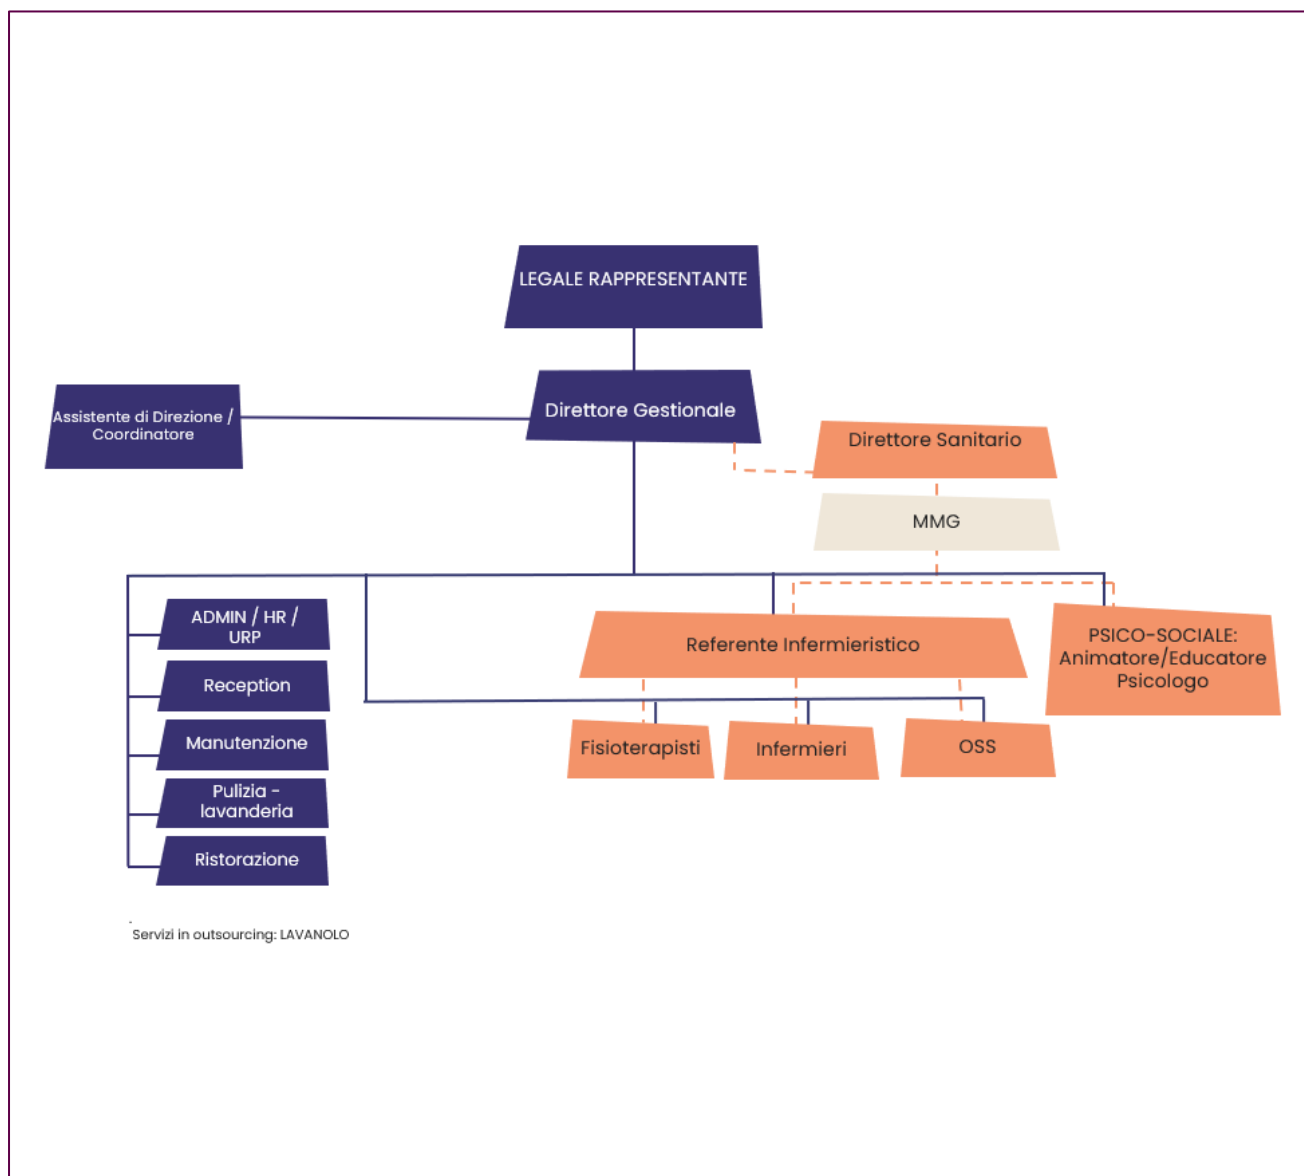 LEGALE RAPPRESENTANTE
Direttore Gestionale
Assistente di Direzione /
Coordinatore
Direttore Sanitario
MMG
ADMIN / HR /
URP
Reception
Manutenzione
Pulizia -
lavanderia
Ristorazione
Referente Infermieristico
PSICO-SOCIALE:
Animatore/Educatore
Psicologo
Fisioterapisti
Infermieri
OSS
Servizi in outsourcing: LAVANOLO